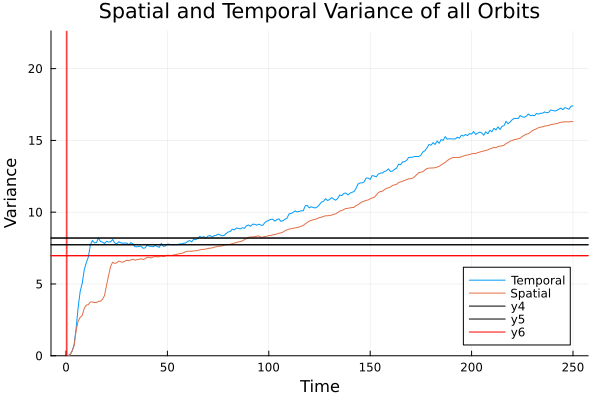 Spatial and Temporal Variance of all Orbits
Variance
20
15
10
5
0
Temporal
Spatial
y4
y5
y6
0 50 100 150 200 250
Time